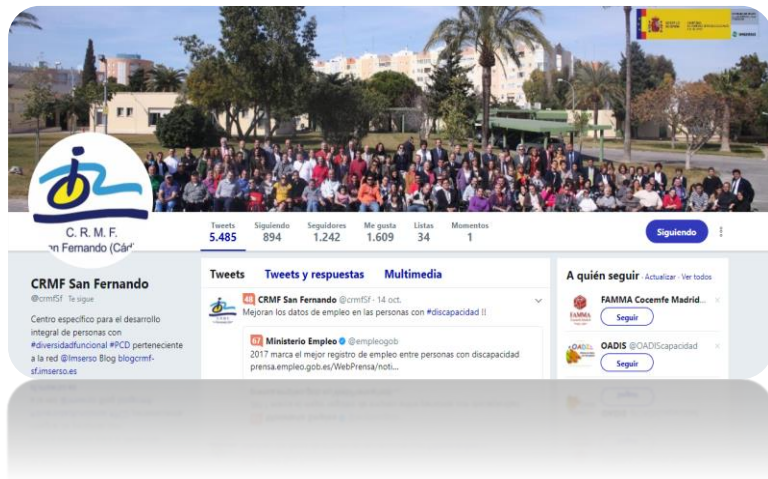 C. R. M. F.
San Fernando (Cád
Tweets Siguiendo Seguidores Me gusta Listas Momentos
5.485 894 1.242 1.609 34 1
Siguiendo
CRMF San Fernando
@crmfSf · Te sigue
Centro específico para el desarrollo
integral de personas con
#diversidadfuncional #PCD perteneciente
a la red @Imserso Blog blogcrmf-
sf.imserso.es
Tweets Tweets y respuestas Multimedia
48 CRMF San Fernando @crmfSf · 14 oct.
Mejoran los datos de empleo en las personas con #discapacidad !!
67 Ministerio Empleo @empleogob
2017 marca el mejor registro de empleo entre personas con discapacidad
prensa.empleo.gob.es/WebPrensa/noti...
A quién seguir · Actualizar · Ver todos
FAMMA Cocemfe Madrid...
FAMMA
Seguir
OADIS @OADIScapacidad
OADIS
Seguir